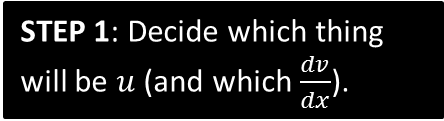 STEP 1: Decide which thing
will be u (and which dv/dx).